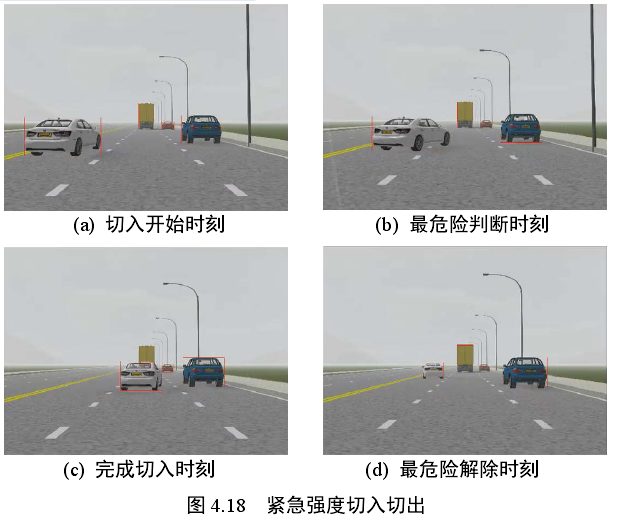 (a) 切入开始时刻
(b) 最危险判断时刻
(c) 完成切入时刻
(d) 最危险解除时刻
图 4.18 紧急强度切入切出